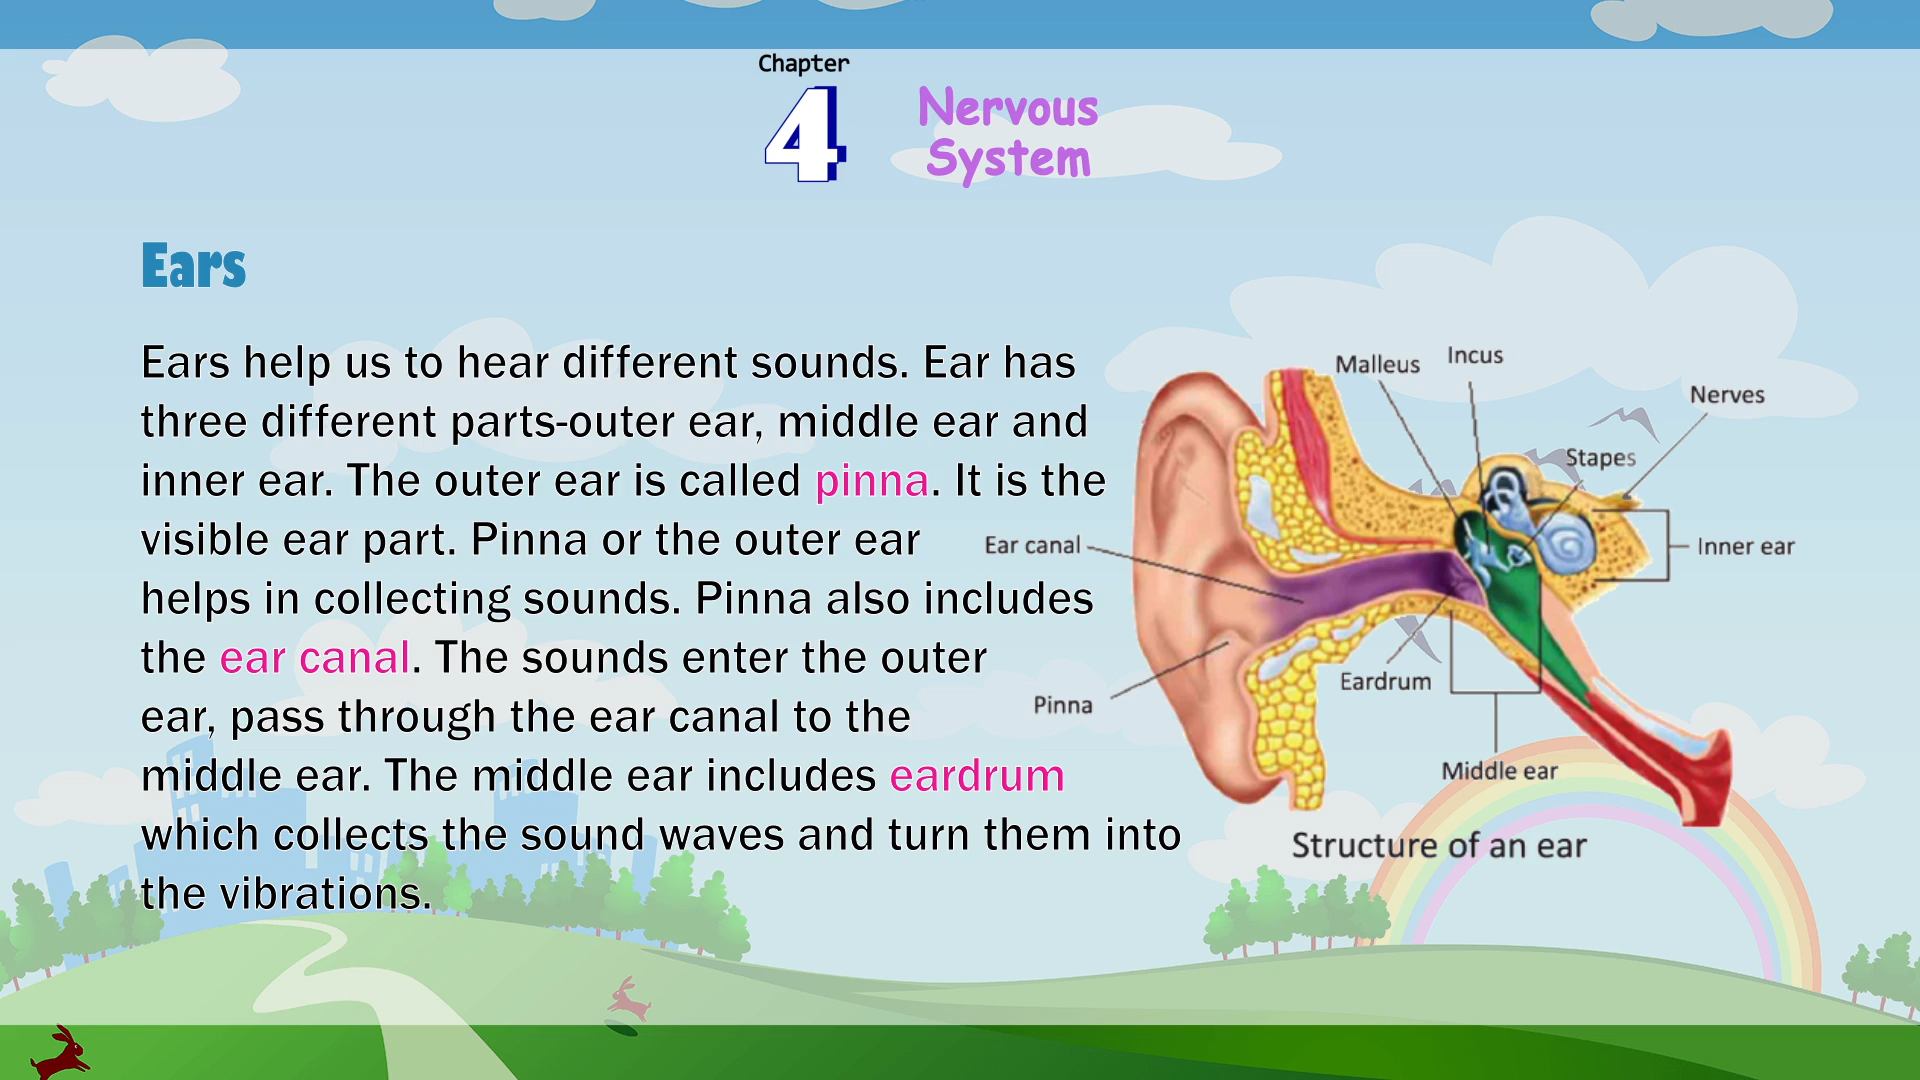 Chapter
4
Nervous
System
Ears
Ears help us to hear different sounds. Ear has
three different parts-outer ear, middle ear and
inner ear. The outer ear is called pinna. It is the
visible ear part. Pinna or the outer ear
helps in collecting sounds. Pinna also includes
the ear canal. The sounds enter the outer
ear, pass through the ear canal to the
middle ear. The middle ear includes eardrum
which collects the sound waves and turn them into
the vibrations.
Malleus
Incus
Nerves
Stapes
Ear canal
Inner ear
Eardrum
Pinna
Middle ear
Structure of an ear